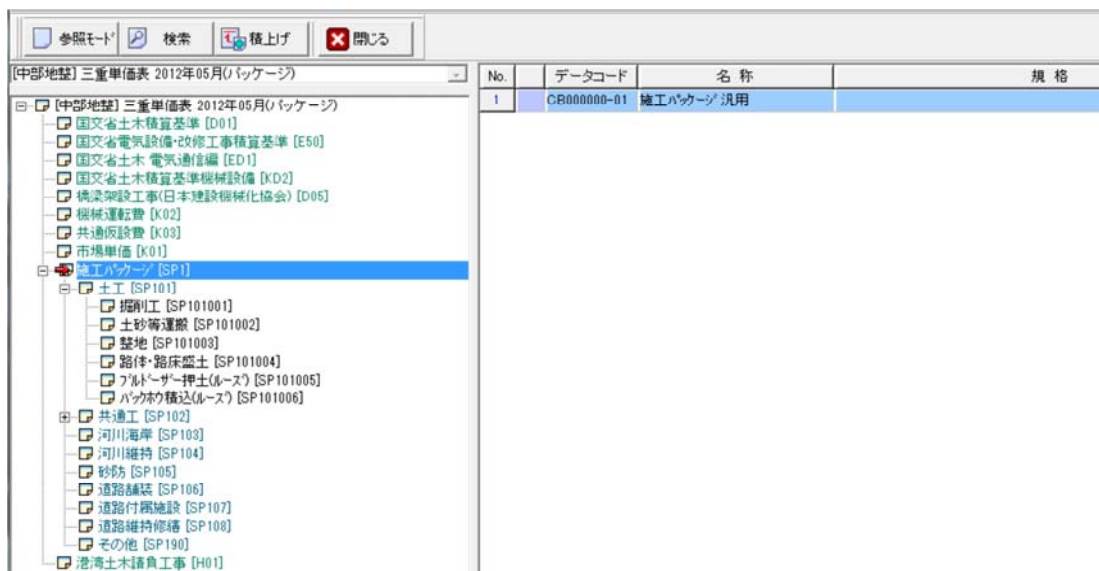 参照ﾓｰﾄﾞ 検索 積上げ 閉じる
[中部地整] 三重単価表 2012年05月(パッケージ)
No. データコード 名 称 規 格
1 CB000000-01 施工ﾊﾟｯｹｰｼﾞ 汎用
[中部地整] 三重単価表 2012年05月(パッケージ)
国交省土木積算基準 [D01]
国交省電気設備・改修工事積算基準 [E50]
国交省土木 電気通信編 [ED1]
国交省土木積算基準機械設備 [KD2]
橋梁架設工事(日本建設機械化協会) [D05]
機械運転費 [K02]
共通仮設費 [K03]
市場単価 [K01]
施工ﾊﾟｯｹｰｼﾞ [SP1]
土工 [SP101]
掘削工 [SP101001]
土砂等運搬 [SP101002]
整地 [SP101003]
路体・路床盛土 [SP101004]
ﾌﾞﾙﾄﾞｰｻﾞｰ押土(ﾙｰｽﾞ) [SP101005]
ﾊﾞｯｸﾎｳ積込(ﾙｰｽﾞ) [SP101006]
共通工 [SP102]
河川海岸 [SP103]
河川維持 [SP104]
砂防 [SP105]
道路舗装 [SP106]
道路付属施設 [SP107]
道路維持修繕 [SP108]
その他 [SP190]
港湾土木請負工事 [H01]